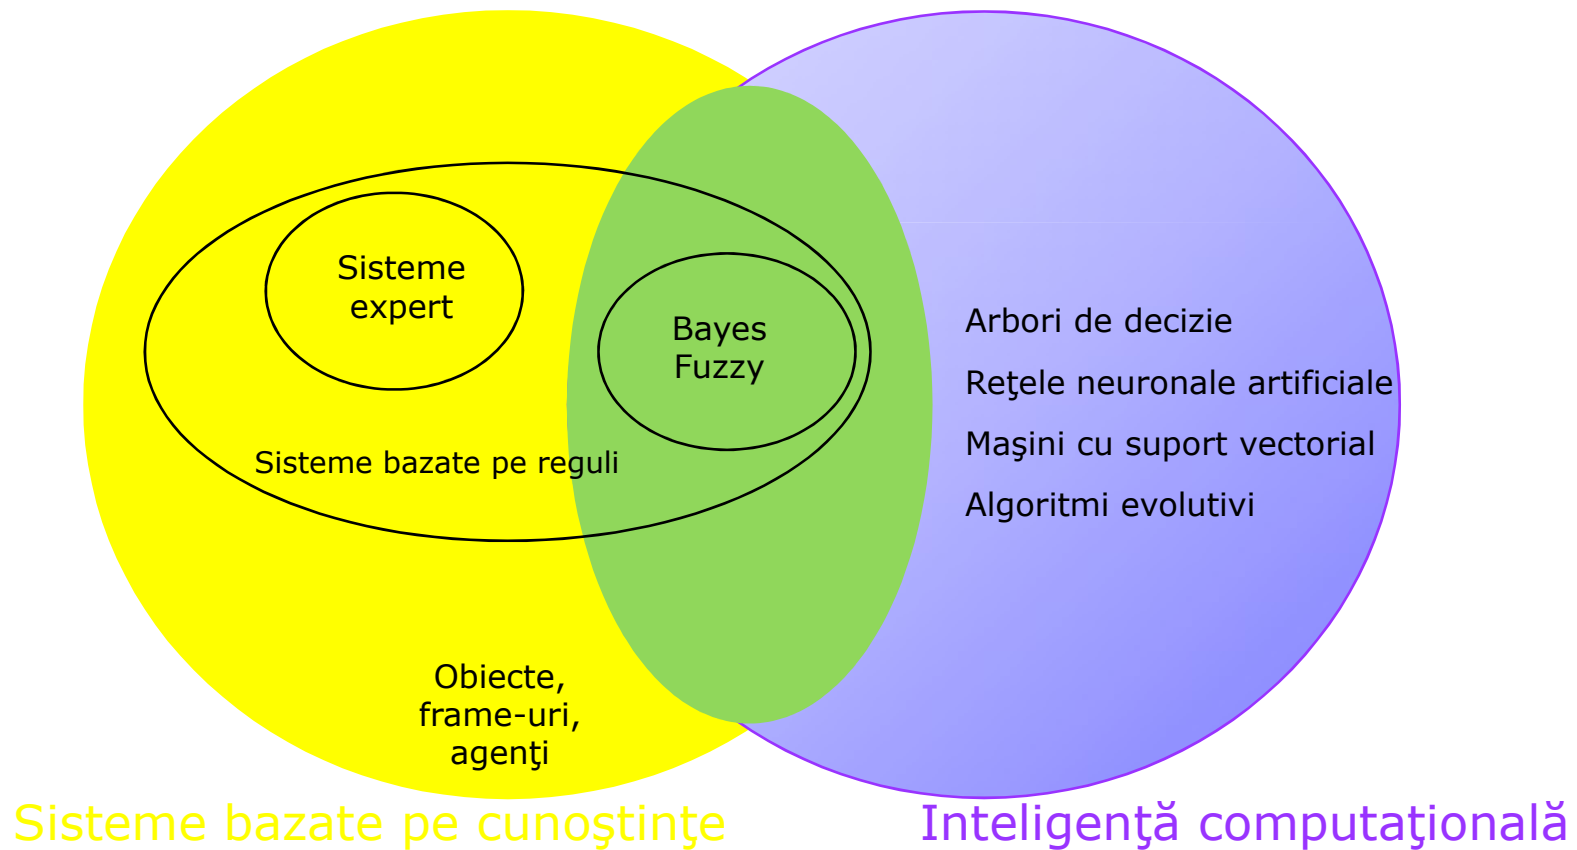 Sisteme
expert
Bayes
Fuzzy
Sisteme bazate pe reguli
Obiecte,
frame-uri,
agenţi
Arbori de decizie
Reţele neuronale artificiale
Maşini cu suport vectorial
Algoritmi evolutivi
Sisteme bazate pe cunoştinţe
Inteligenţă computaţională